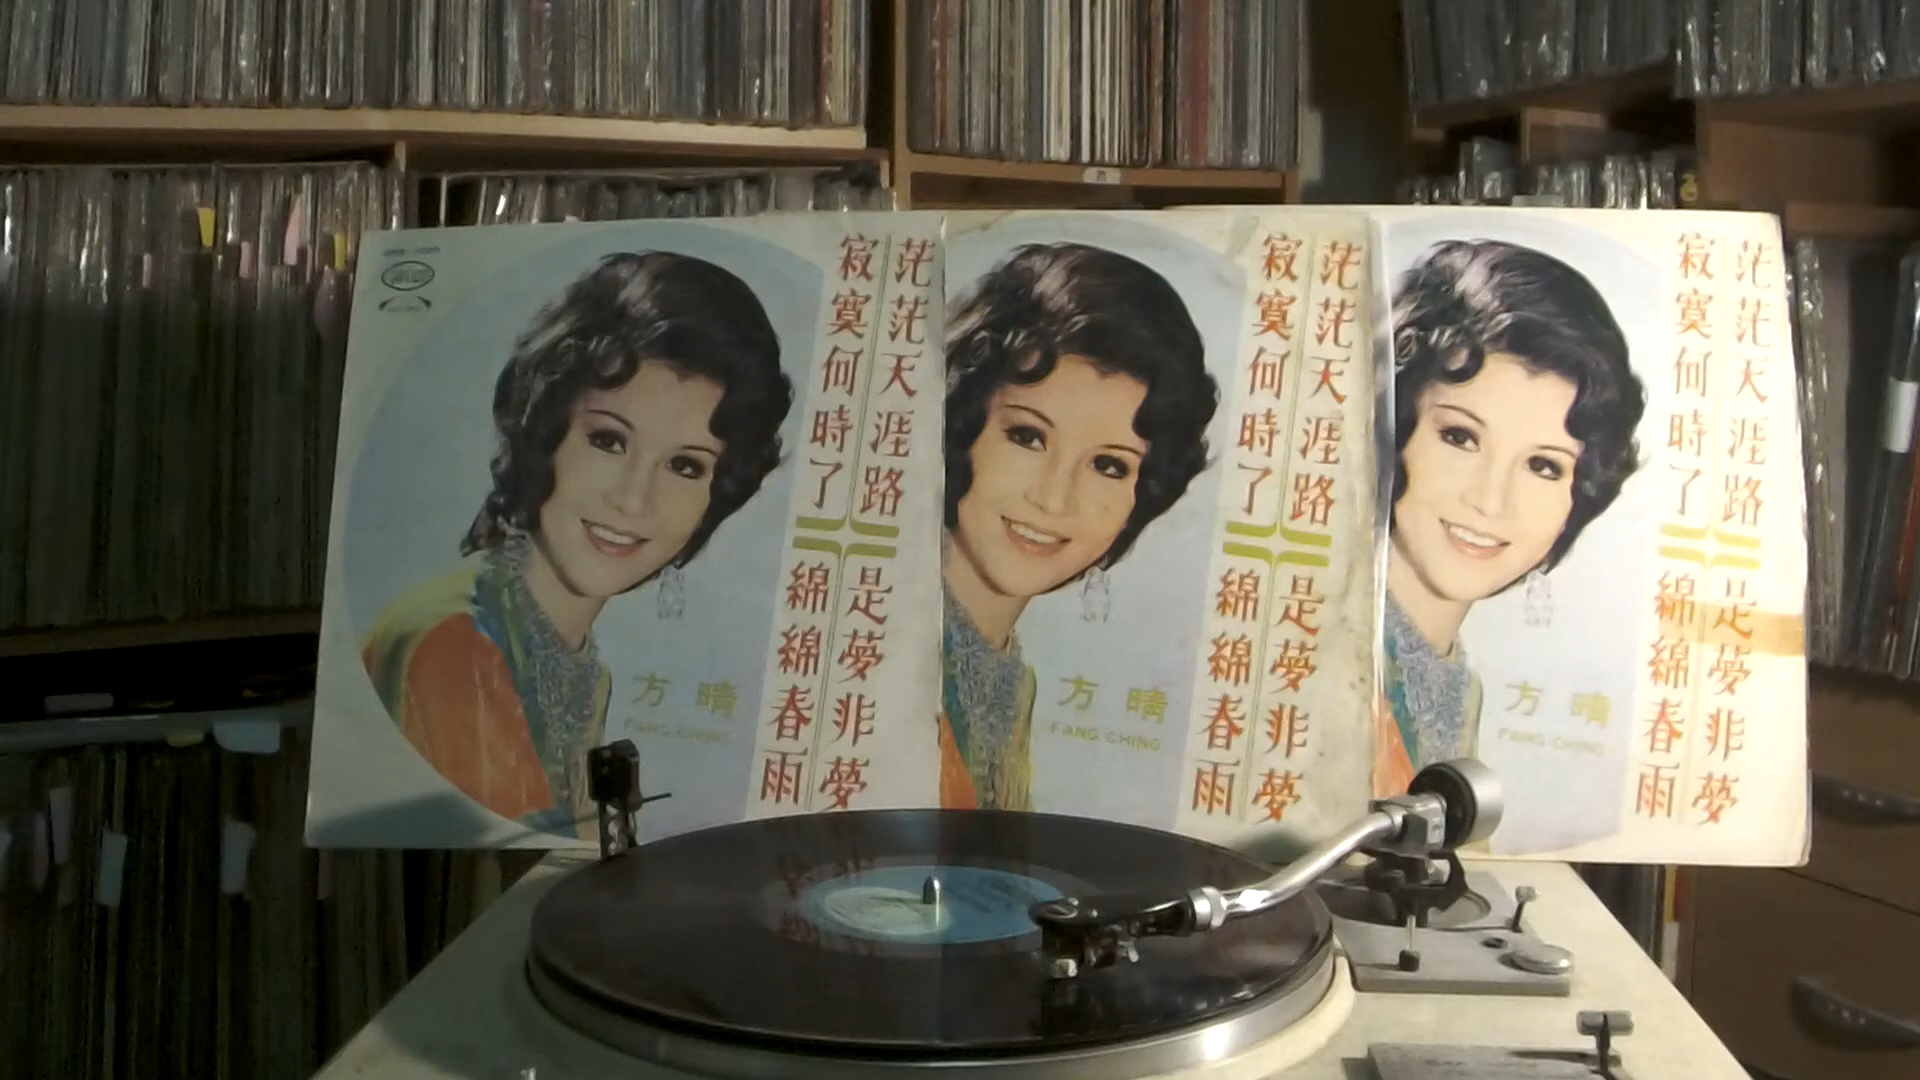 茫茫天涯路
是夢非夢
寂寞何時了
綿綿春雨
方晴
FANG CHING
茫茫天涯路
是夢非夢
寂寞何時了
綿綿春雨
方晴
FANG CHING
茫茫天涯路
是夢非夢
寂寞何時了
綿綿春雨
方晴
FANG CHING